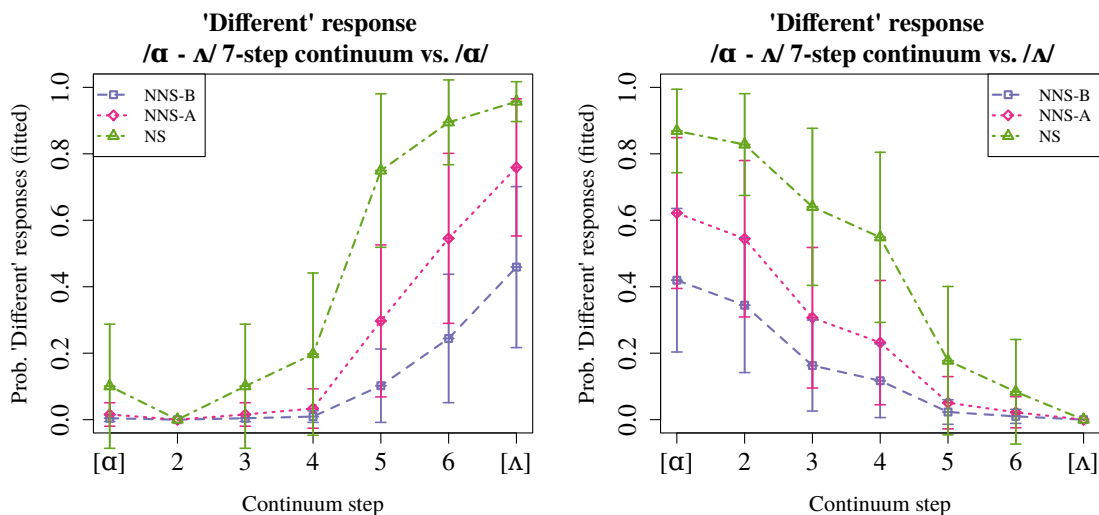 'Different' response
/ɑ - ʌ/ 7-step continuum vs. /ɑ/
Prob. 'Different' responses (fitted)
1.0
0.8
0.6
0.4
0.2
0.0
NNS-B
NNS-A
NS
[ɑ] 2 3 4 5 6 [ʌ]
Continuum step
'Different' response
/ɑ - ʌ/ 7-step continuum vs. /ʌ/
Prob. 'Different' responses (fitted)
1.0
0.8
0.6
0.4
0.2
0.0
NNS-B
NNS-A
NS
[ɑ] 2 3 4 5 6 [ʌ]
Continuum step